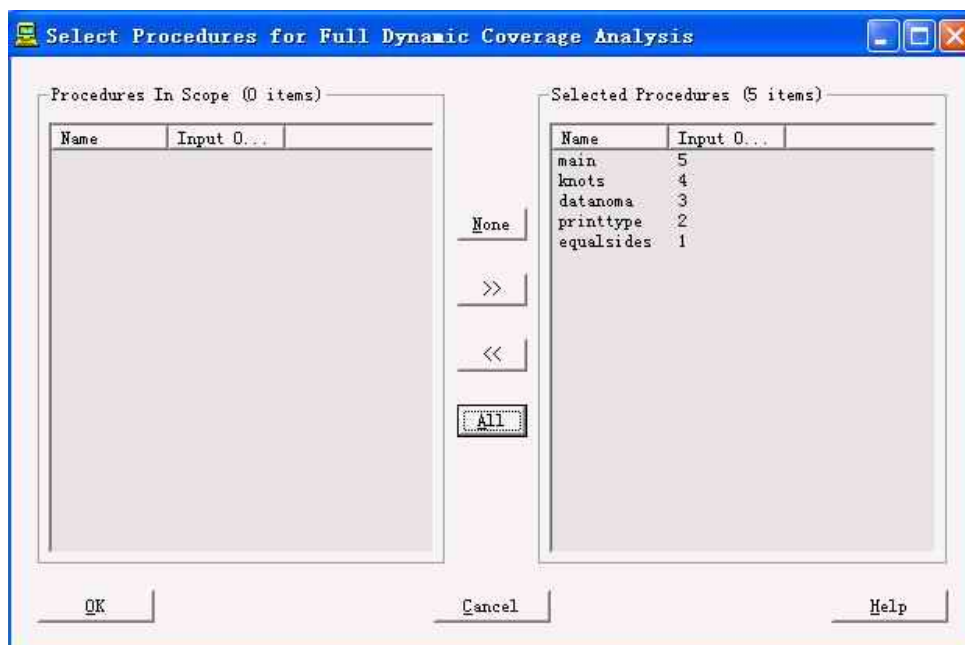 Select Procedures for Full Dynamic Coverage Analysis
Procedures In Scope (0 items)
Name Input O...
Selected Procedures (5 items)
Name Input O...
main 5
knots 4
datanoma 3
printtype 2
equalsides 1
None
>>
<<
All
OK
Cancel
Help